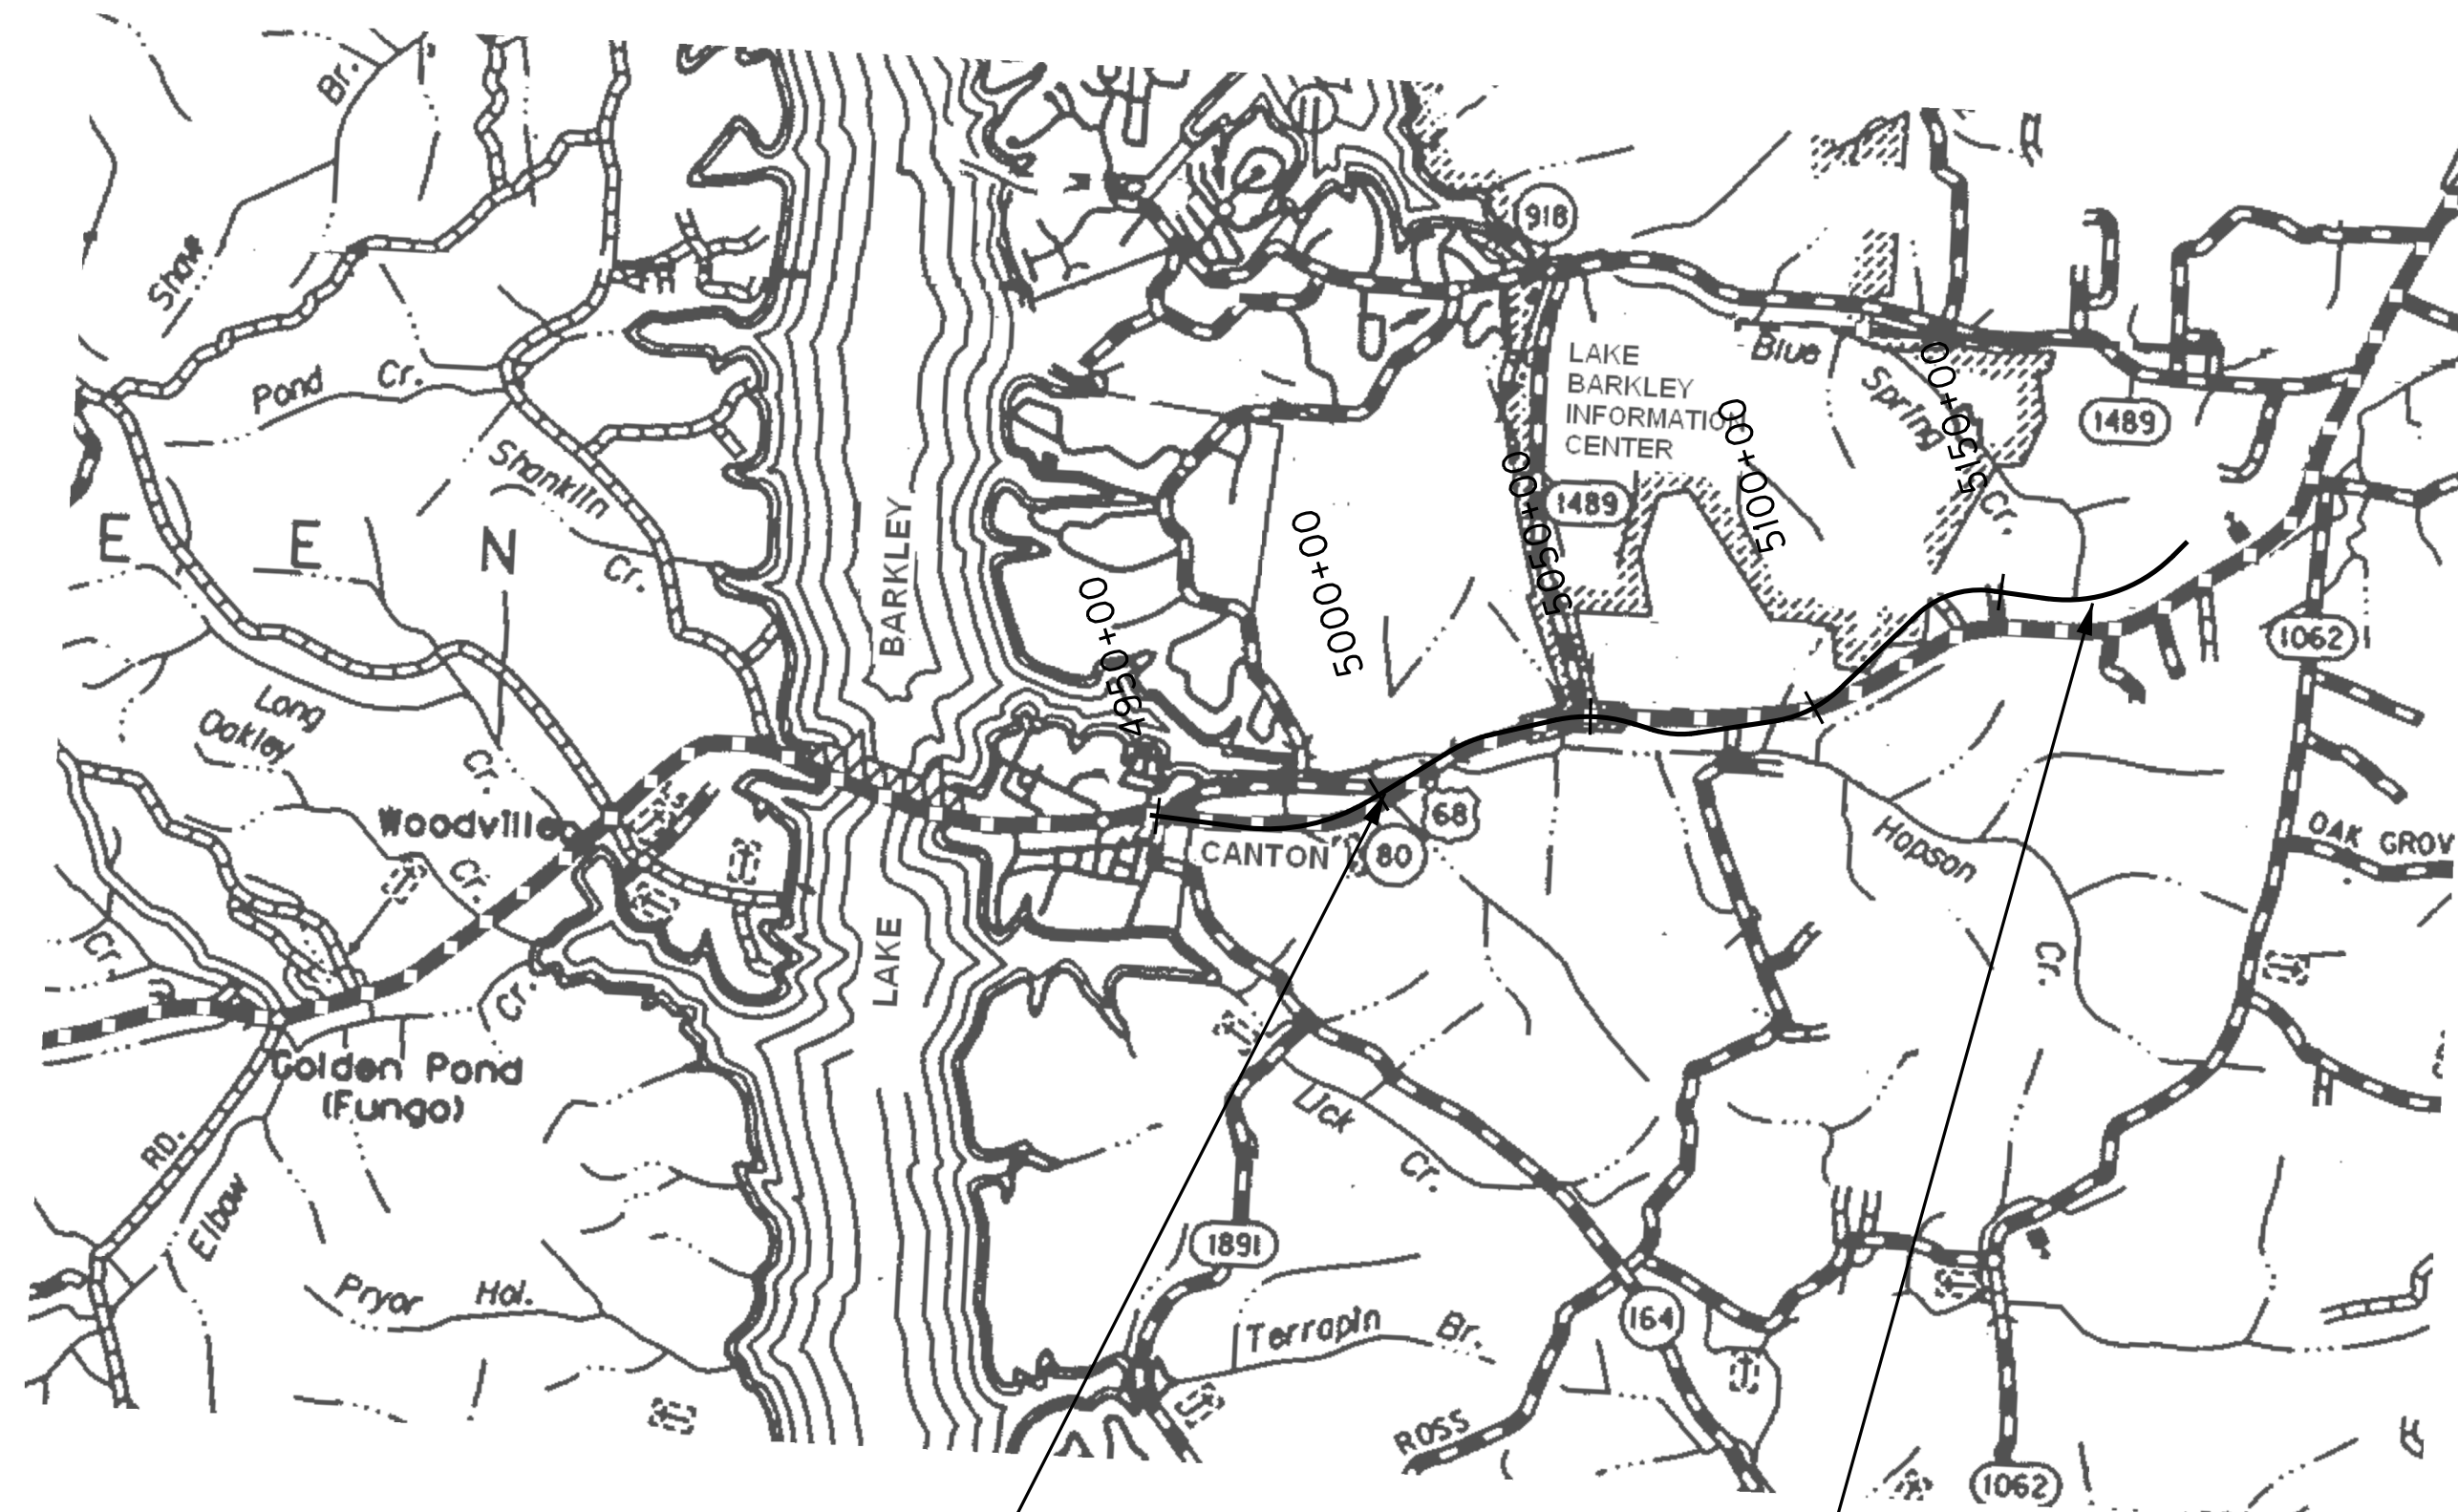 Br.
Shaw
918
Pond Cr.
LAKE
BARKLEY
INFORMATION
CENTER
Blue
Spring
Cr.
5150+00
5100+00
1489
1489
5050+00
5000+00
4950+00
Shanklin
Cr.
E E N
BARKLEY
1062
Long
Oakley
Cr.
Woodville
Cr.
68
CANTON
80
Hopson
Cr.
OAK GROV
Cr.
LAKE
Cr.
Golden Pond
(Fungo)
RD.
Elbow
Lick
Cr.
1891
Pryor Hol.
Terrapin Br.
164
ROSS
1062